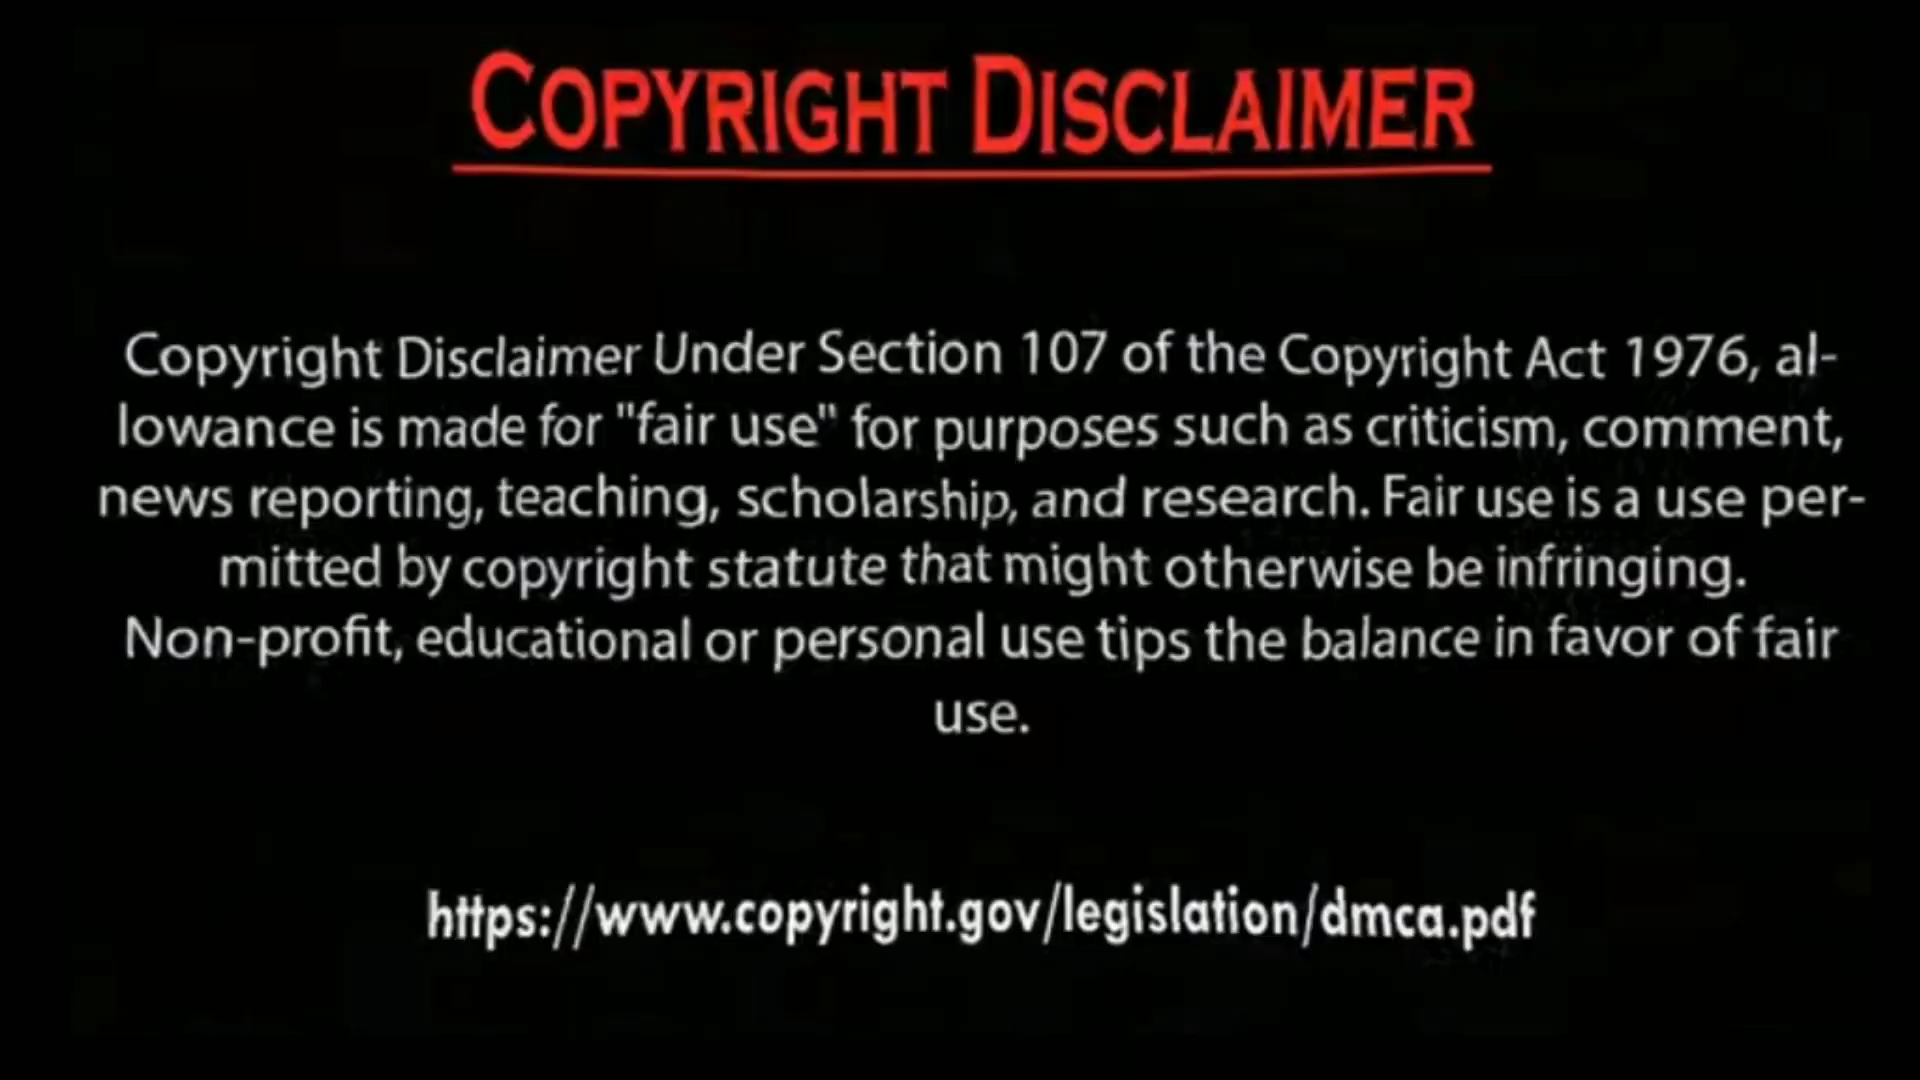 COPYRIGHT DISCLAIMER
Copyright Disclaimer Under Section 107 of the Copyright Act 1976, al-
lowance is made for "fair use" for purposes such as criticism, comment,
news reporting, teaching, scholarship, and research. Fair use is a use per-
mitted by copyright statute that might otherwise be infringing.
Non-profit, educational or personal use tips the balance in favor of fair
use.
https://www.copyright.gov/legislation/dmca.pdf